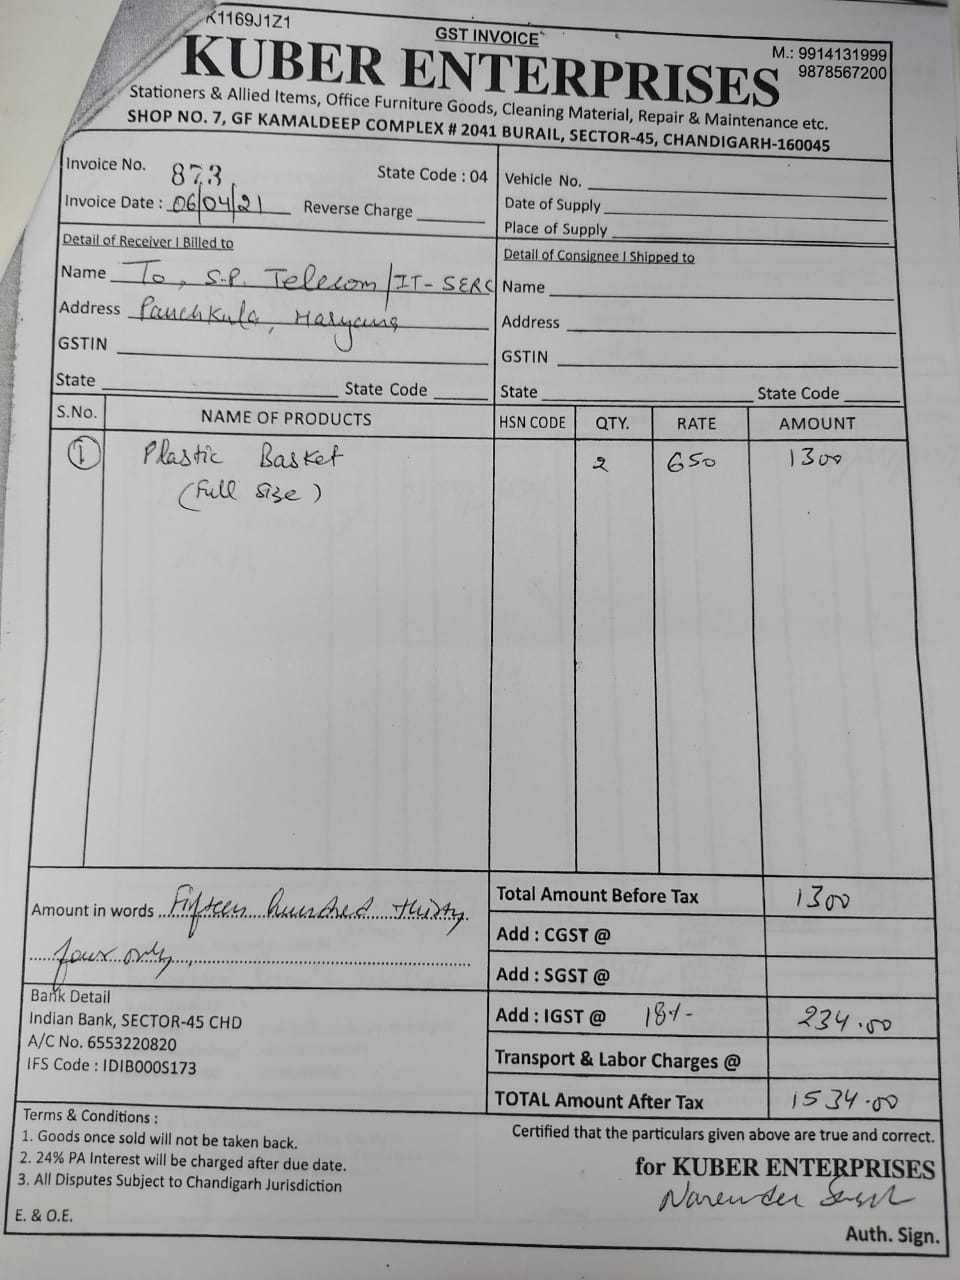 K1169J1Z1
GST INVOICE
M.: 9914131999
9878567200
KUBER ENTERPRISES
Stationers & Allied Items, Office Furniture Goods, Cleaning Material, Repair & Maintenance etc.
SHOP NO. 7, GF KAMALDEEP COMPLEX # 2041 BURAIL, SECTOR-45, CHANDIGARH-160045
Invoice No. 873 State Code : 04
Invoice Date : 06/04/21 Reverse Charge
Vehicle No.
Date of Supply
Place of Supply
Detail of Receiver I Billed to
Name To, S.P. Telecom/IT-SERC
Address Panchkula, Haryana
GSTIN
State State Code
Detail of Consignee I Shipped to
Name
Address
GSTIN
State State Code
S.No. NAME OF PRODUCTS HSN CODE QTY. RATE AMOUNT
1 Plastic Basket 2 650 1300
(Full size)
Amount in words Fifteen hundred thirty
four only
Bank Detail
Indian Bank, SECTOR-45 CHD
A/C No. 6553220820
IFS Code : IDIB000S173
Total Amount Before Tax 1300
Add : CGST @
Add : SGST @
Add : IGST @ 18% 234.00
Transport & Labor Charges @
TOTAL Amount After Tax 1534.00
Terms & Conditions :
1. Goods once sold will not be taken back.
2. 24% PA Interest will be charged after due date.
3. All Disputes Subject to Chandigarh Jurisdiction
E. & O.E.
Certified that the particulars given above are true and correct.
for KUBER ENTERPRISES
Narender Singh
Auth. Sign.